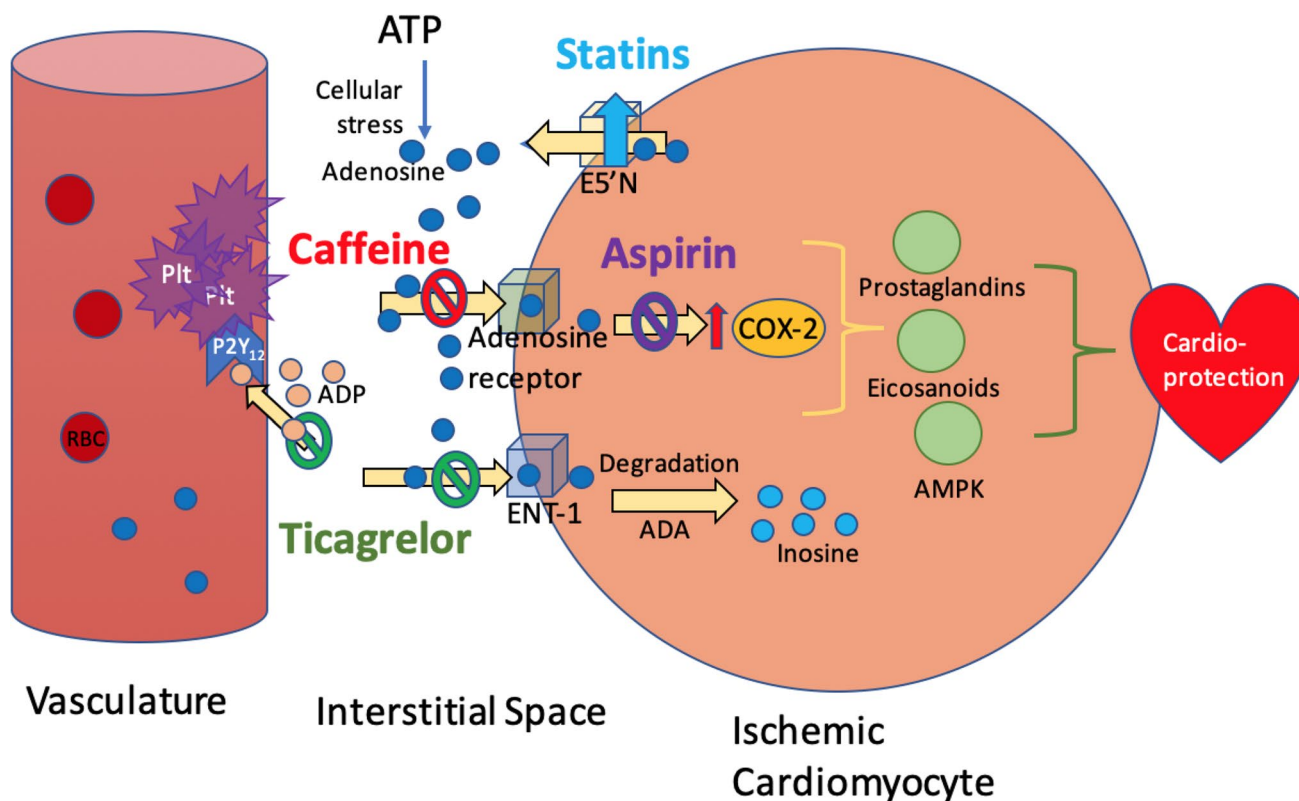 ATP
Cellular
stress
Adenosine
Statins
E5'N
Caffeine
Aspirin
Plt
Plt
P2Y12
ADP
RBC
Adenosine
receptor
COX-2
Prostaglandins
Eicosanoids
AMPK
Cardio-
protection
Ticagrelor
ENT-1
Degradation
ADA
Inosine
Vasculature
Interstitial Space
Ischemic
Cardiomyocyte